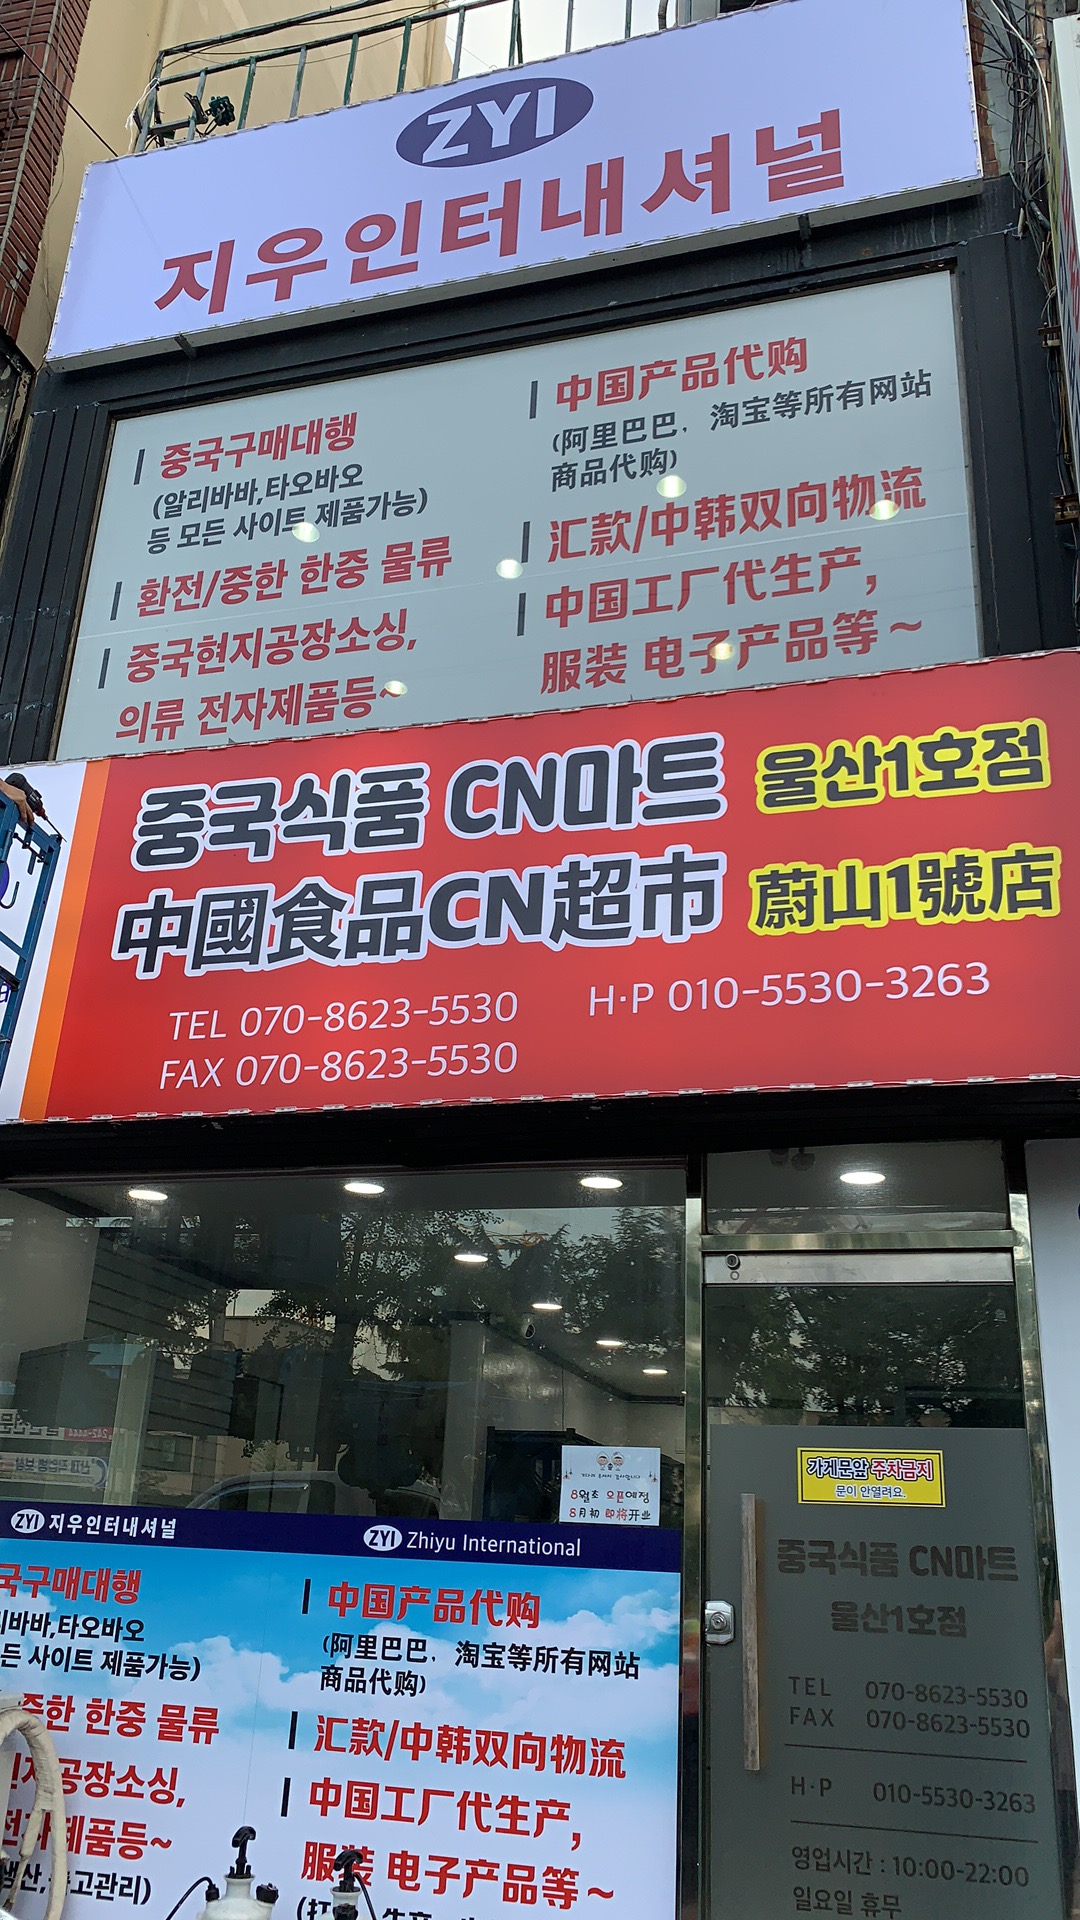 ZYI
지우인터내셔널
중국구매대행
(알리바바,타오바오
등 모든 사이트 제품가능)
환전/중한 한중 물류
중국현지공장소싱,
의류 전자제품등~
中国产品代购
(阿里巴巴，淘宝等所有网站
商品代购)
汇款/中韩双向物流
中国工厂代生产,
服装 电子产品等~
중국식품 CN마트 울산1호점
中國食品CN超市 蔚山1號店
TEL 070-8623-5530 H·P 010-5530-3263
FAX 070-8623-5530
8월초 오픈예정
8月初 即将开业
ZYI 지우인터내셔널
ZYI Zhiyu International
국구매대행
바바,타오바오
든 사이트 제품가능)
중한 한중 물류
공장소싱,
전자제품등~
고관리)
中国产品代购
(阿里巴巴，淘宝等所有网站
商品代购)
汇款/中韩双向物流
中国工厂代生产,
服装 电子产品等~
가게문앞 주차금지
문이 안열려요.
중국식품 CN마트
울산1호점
TEL 070-8623-5530
FAX 070-8623-5530
H·P 010-5530-3263
영업시간 : 10:00-22:00
일요일 휴무